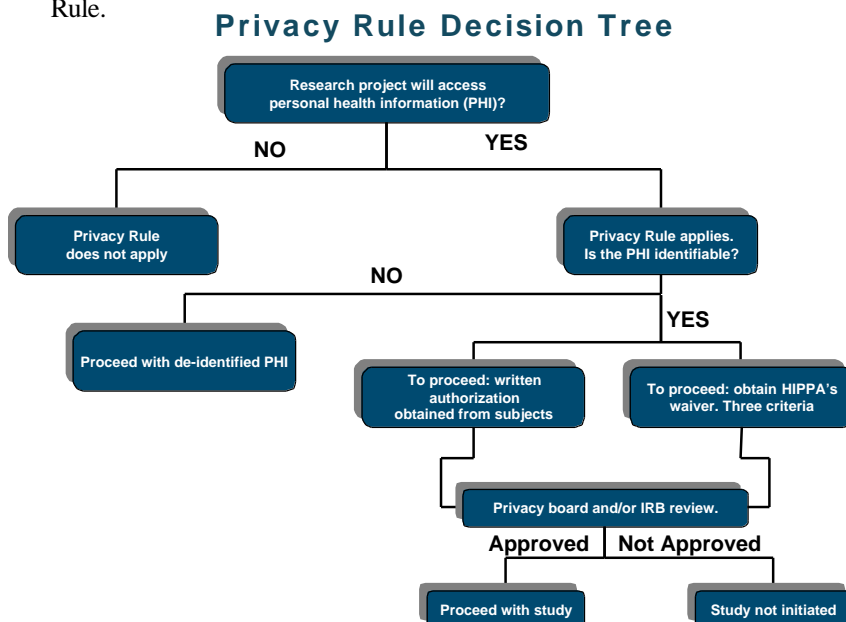 Rule.
Privacy Rule Decision Tree
Research project will access
personal health information (PHI)?
NO
YES
Privacy Rule
does not apply
Privacy Rule applies.
Is the PHI identifiable?
NO
YES
Proceed with de-identified PHI
To proceed: written
authorization
obtained from subjects
To proceed: obtain HIPPA's
waiver. Three criteria
Privacy board and/or IRB review.
Approved
Not Approved
Proceed with study
Study not initiated